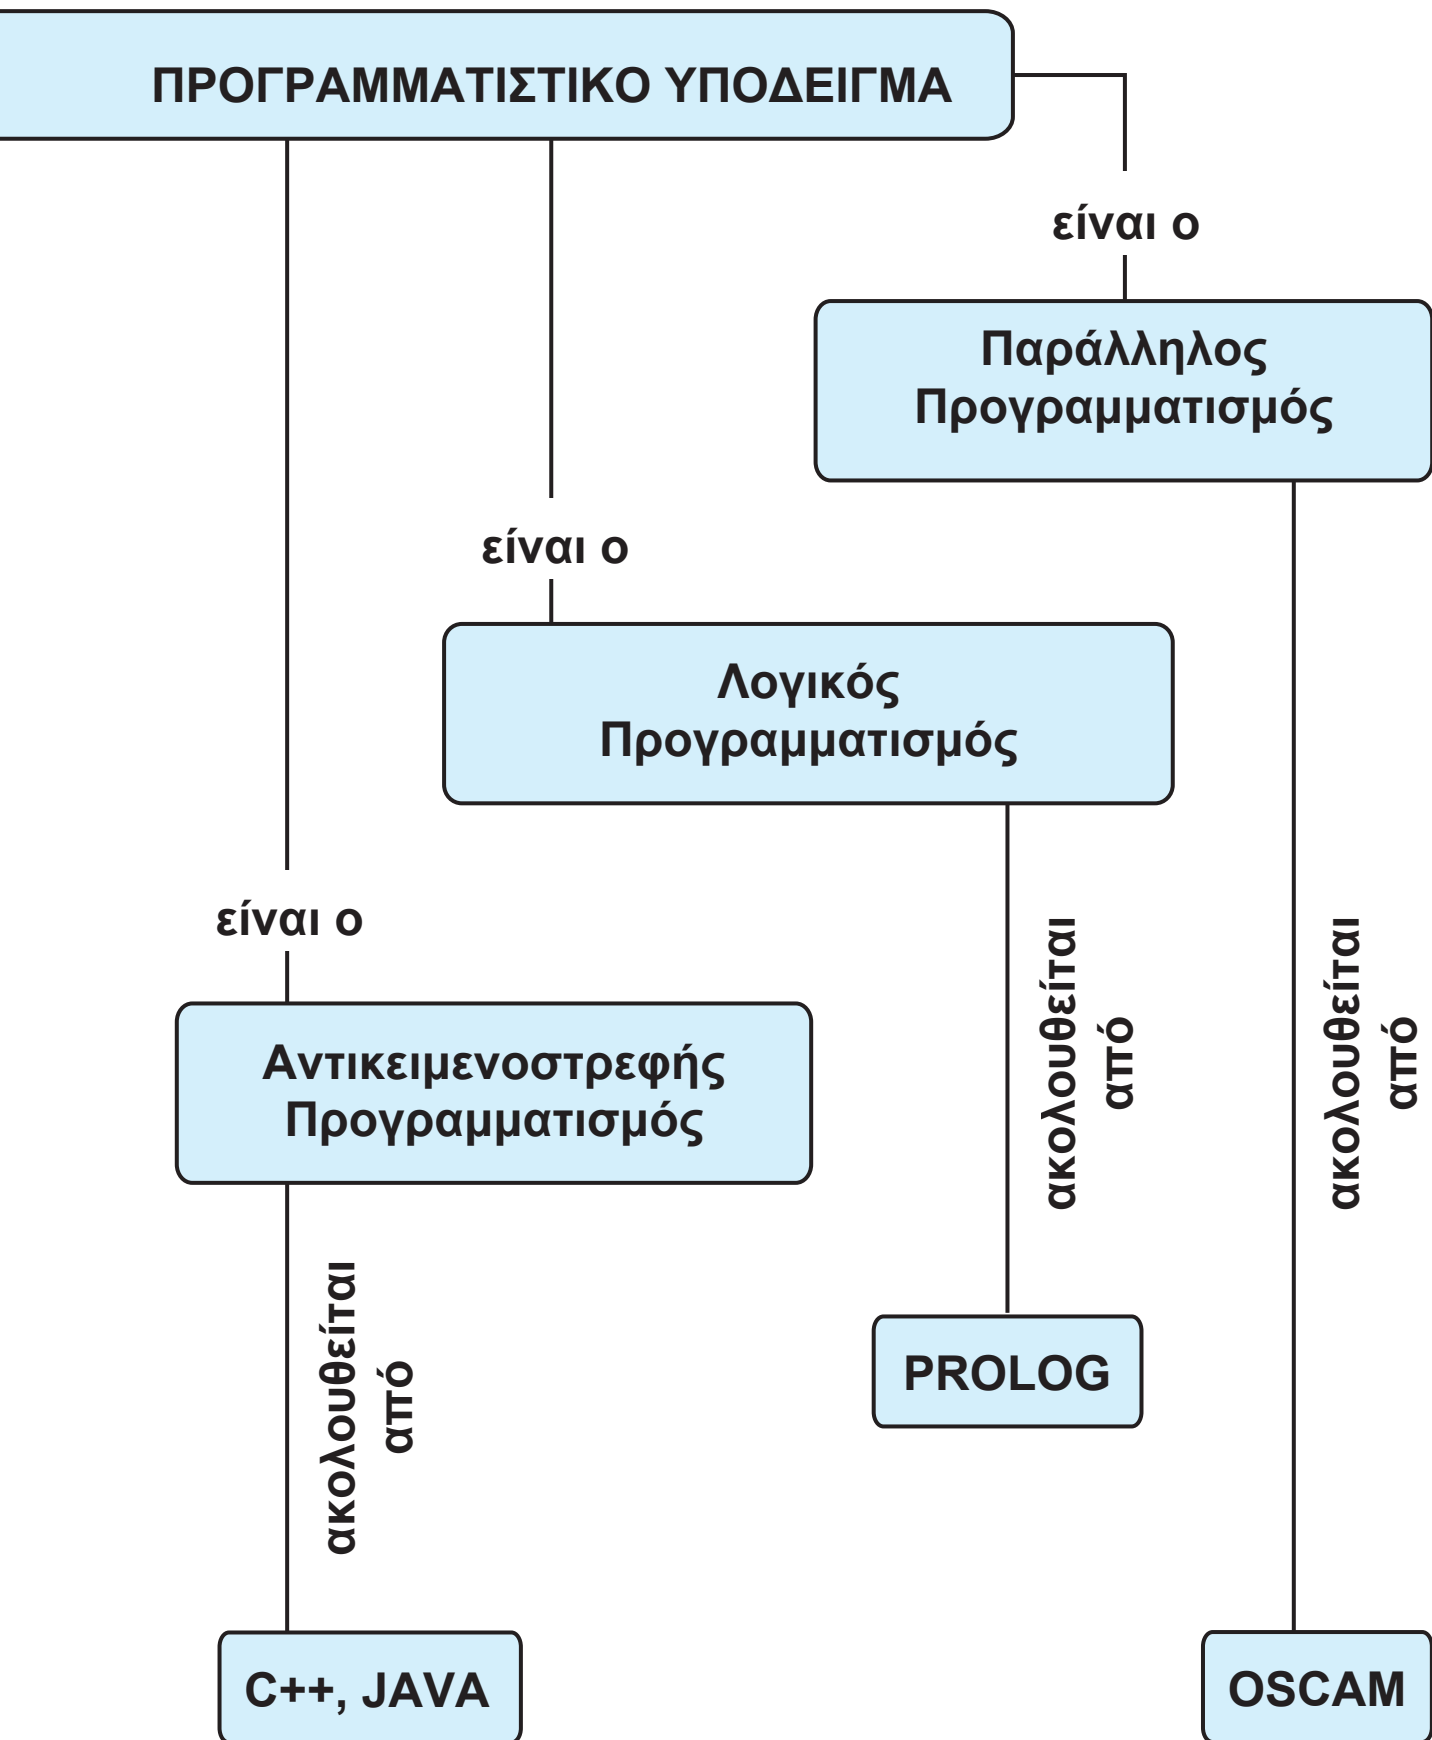 ΠΡΟΓΡΑΜΜΑΤΙΣΤΙΚΟ ΥΠΟΔΕΙΓΜΑ
είναι ο
Παράλληλος
Προγραμματισμός
είναι ο
Λογικός
Προγραμματισμός
είναι ο
Αντικειμενοστρεφής
Προγραμματισμός
ακολουθείται
από
ακολουθείται
από
ακολουθείται
από
PROLOG
C++, JAVA
OSCAM